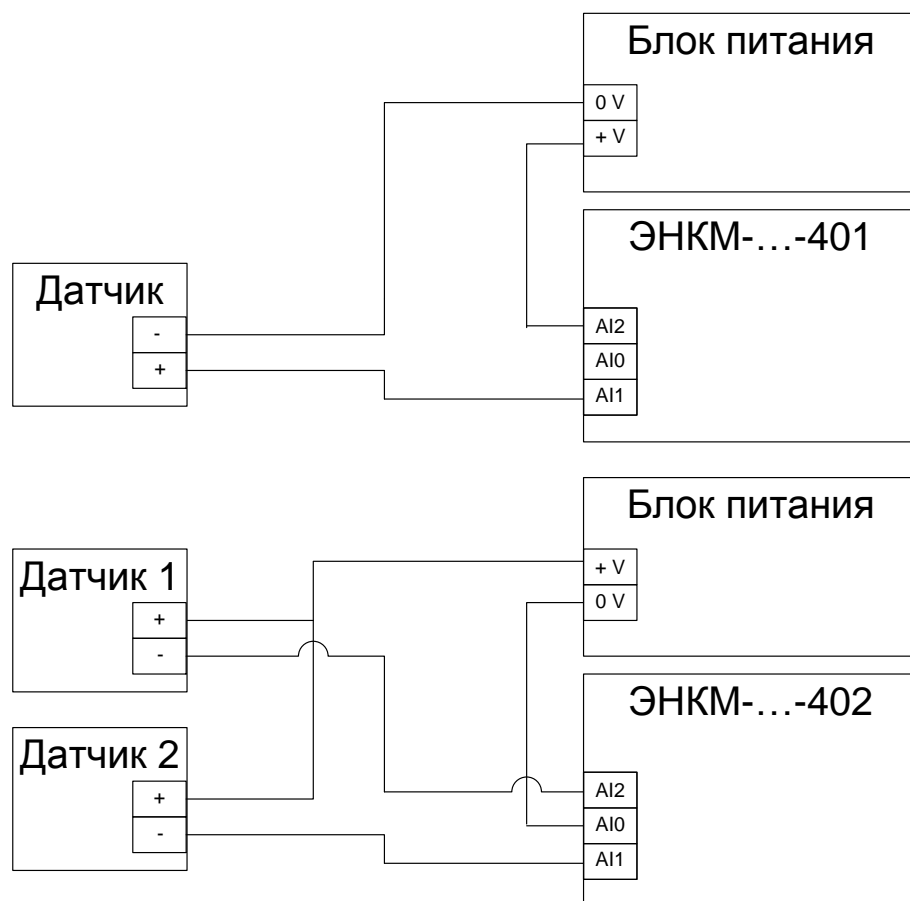 Блок питания
0 V
+ V
ЭНКМ-…-401
Датчик
-
+
AI2
AI0
AI1
Блок питания
+ V
0 V
Датчик 1
+
-
ЭНКМ-…-402
Датчик 2
+
-
AI2
AI0
AI1